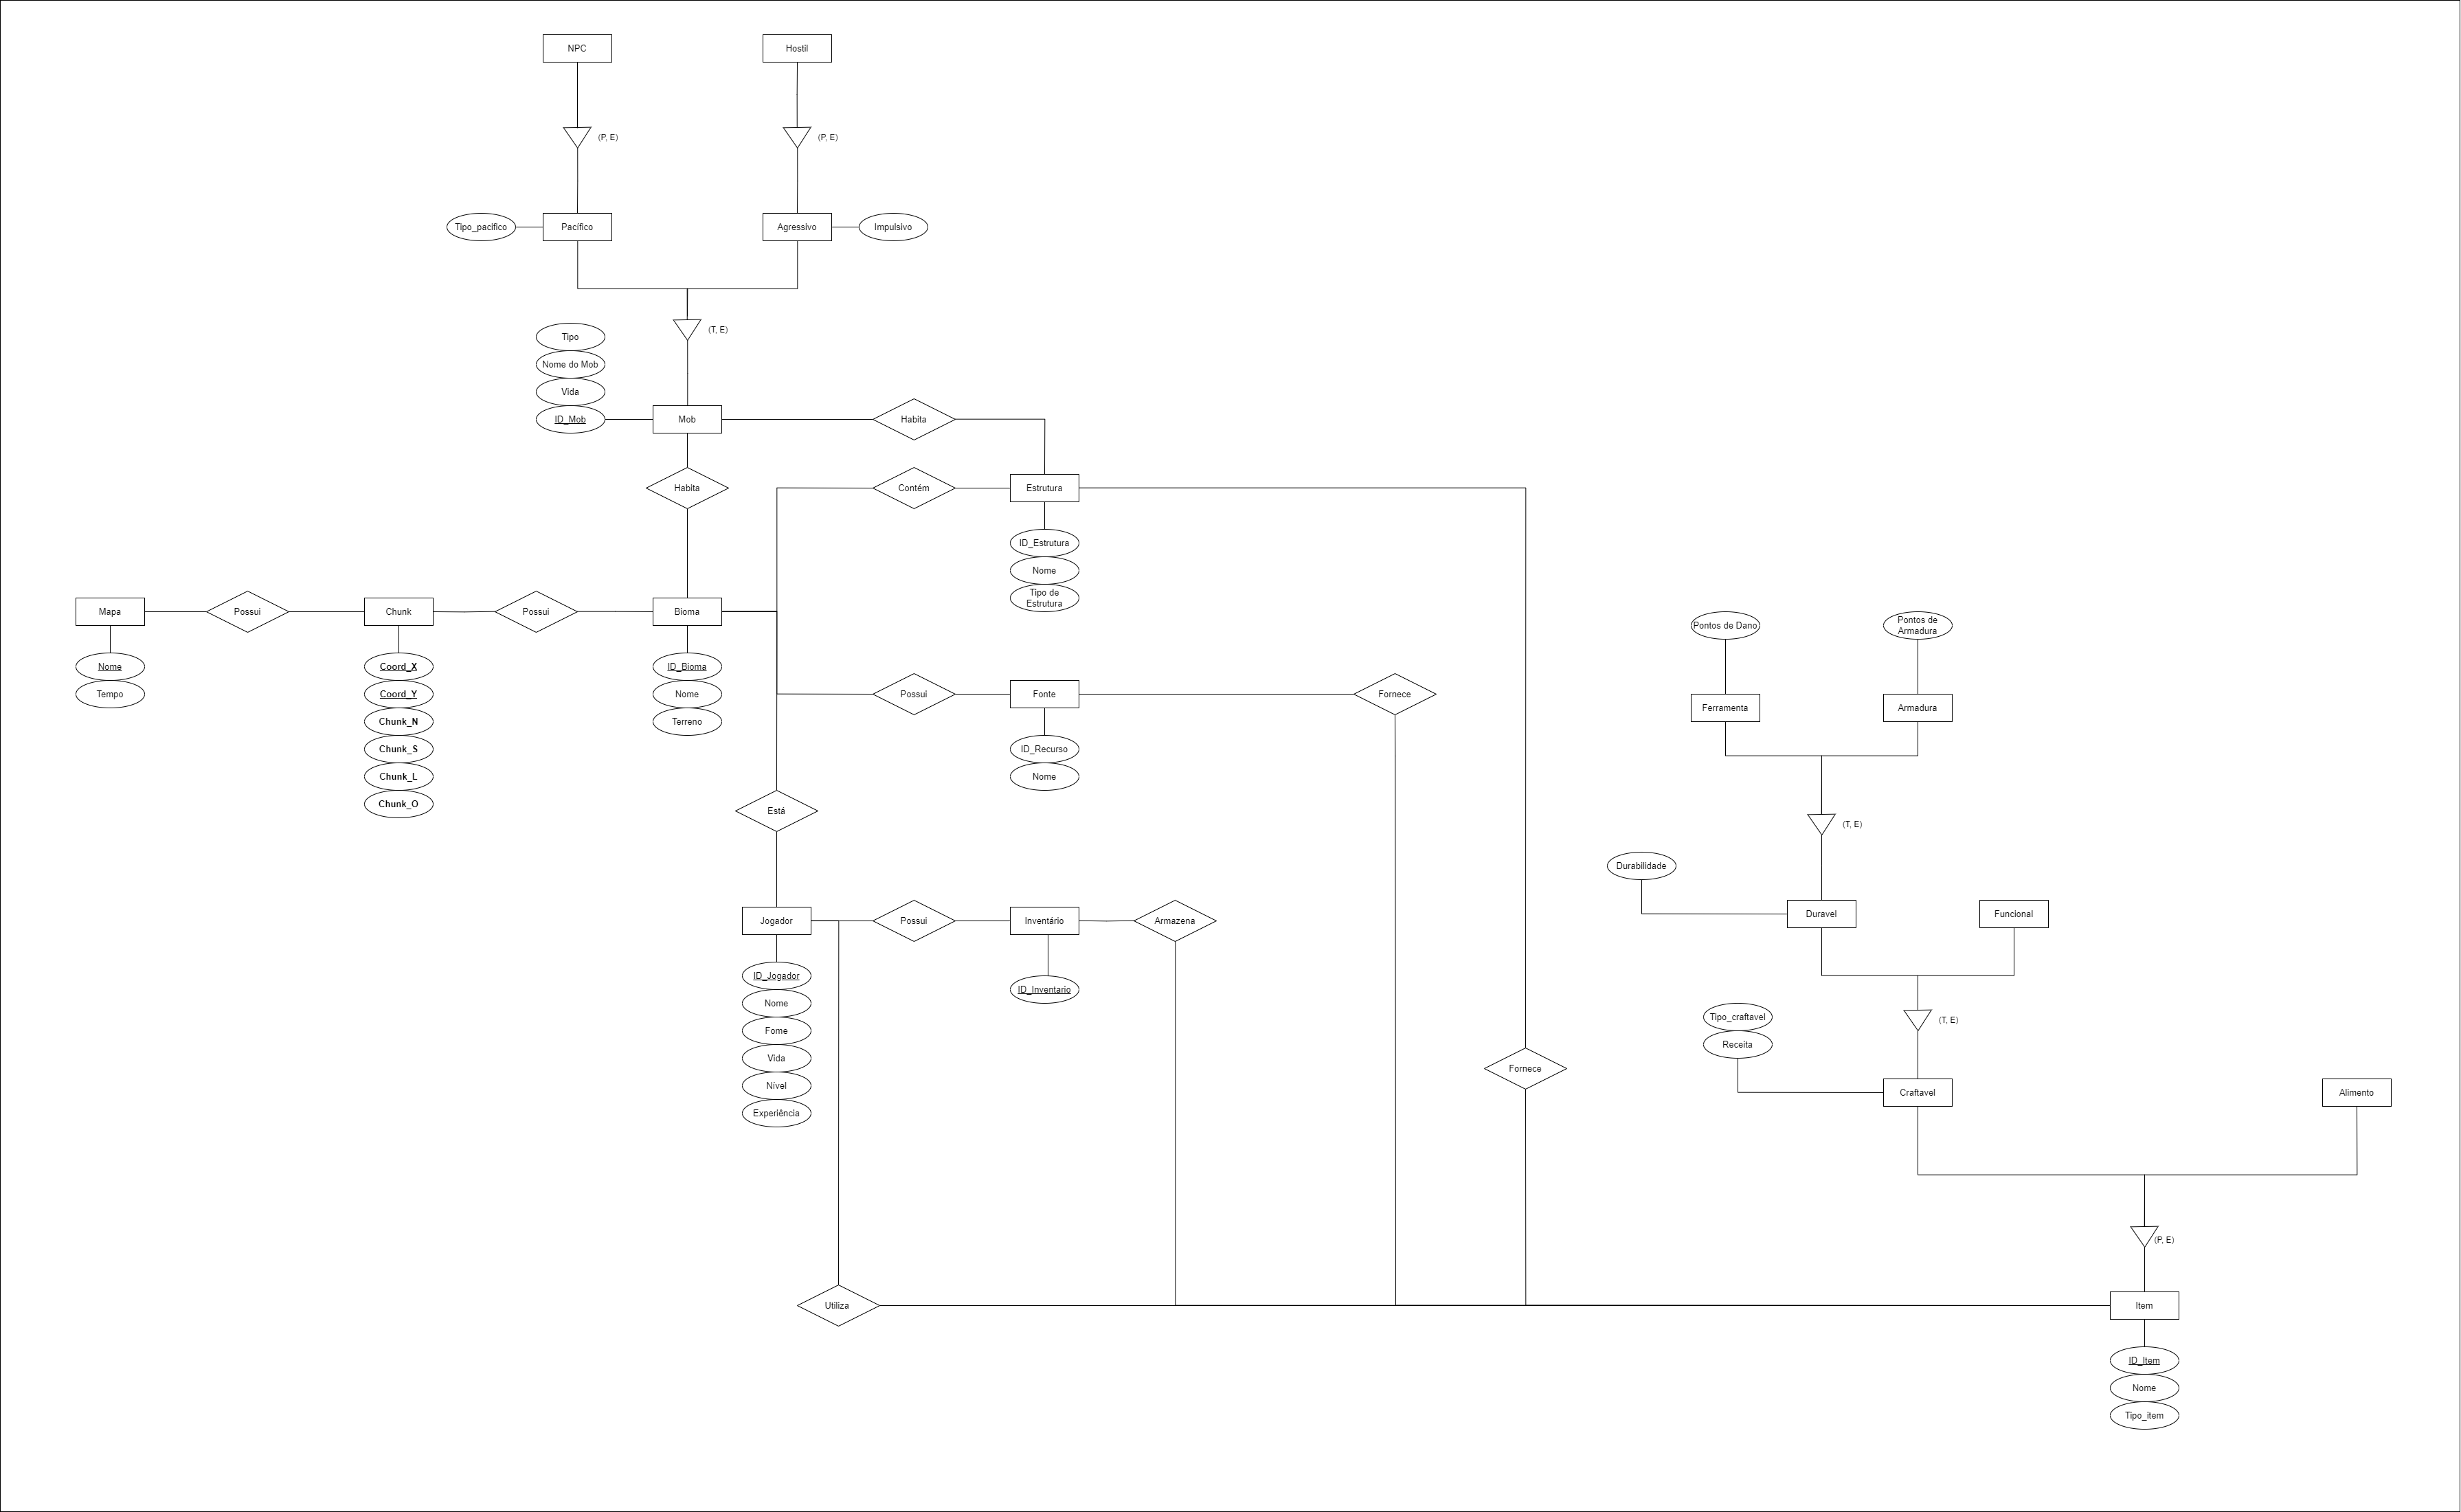 NPC
Hostil
(P, E)
(P, E)
Tipo_pacifico
Pacífico
Agressivo
Impulsivo
Tipo
(T, E)
Nome do Mob
Vida
ID_Mob
Mob
Habita
Habita
Contém
Estrutura
ID_Estrutura
Nome
Tipo de
Estrutura
Mapa
Possui
Chunk
Possui
Bioma
Nome
Tempo
Coord_X
Coord_Y
Chunk_N
Chunk_S
Chunk_L
Chunk_O
ID_Bioma
Nome
Terreno
Possui
Fonte
Fornece
ID_Recurso
Nome
Pontos de Dano
Pontos de
Armadura
Ferramenta
Armadura
(T, E)
Está
Durabilidade
Duravel
Funcional
Jogador
Possui
Inventário
Armazena
ID_Jogador
Nome
Fome
Vida
Nível
Experiência
ID_Inventario
Tipo_craftavel
Receita
(T, E)
Fornece
Craftavel
Alimento
(P, E)
Utiliza
Item
ID_Item
Nome
Tipo_item